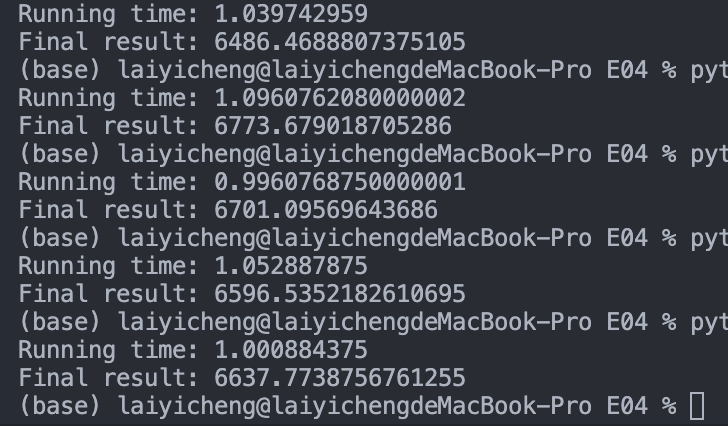 Running time: 1.039742959
Final result: 6486.4688807375105
(base) laiyicheng@laiyichengdeMacBook-Pro E04 % pyt
Running time: 1.0960762080000002
Final result: 6773.679018705286
(base) laiyicheng@laiyichengdeMacBook-Pro E04 % pyt
Running time: 0.9960768750000001
Final result: 6701.09569643686
(base) laiyicheng@laiyichengdeMacBook-Pro E04 % pyt
Running time: 1.052887875
Final result: 6596.5352182610695
(base) laiyicheng@laiyichengdeMacBook-Pro E04 % pyt
Running time: 1.000884375
Final result: 6637.7738756761255
(base) laiyicheng@laiyichengdeMacBook-Pro E04 %